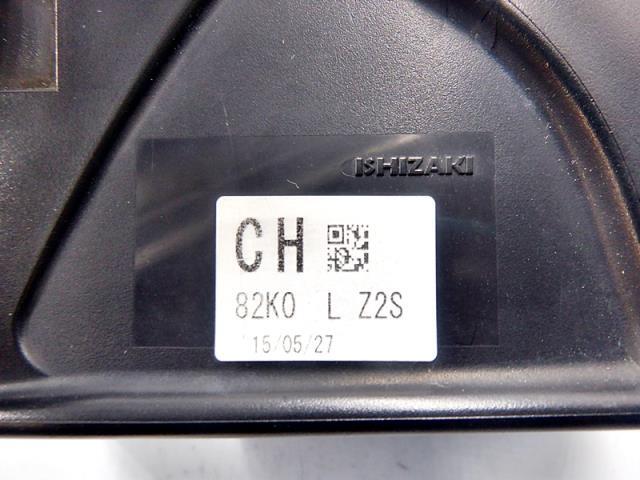 ISHIZAKI
CH
82K0 L Z2S
'15/05/27